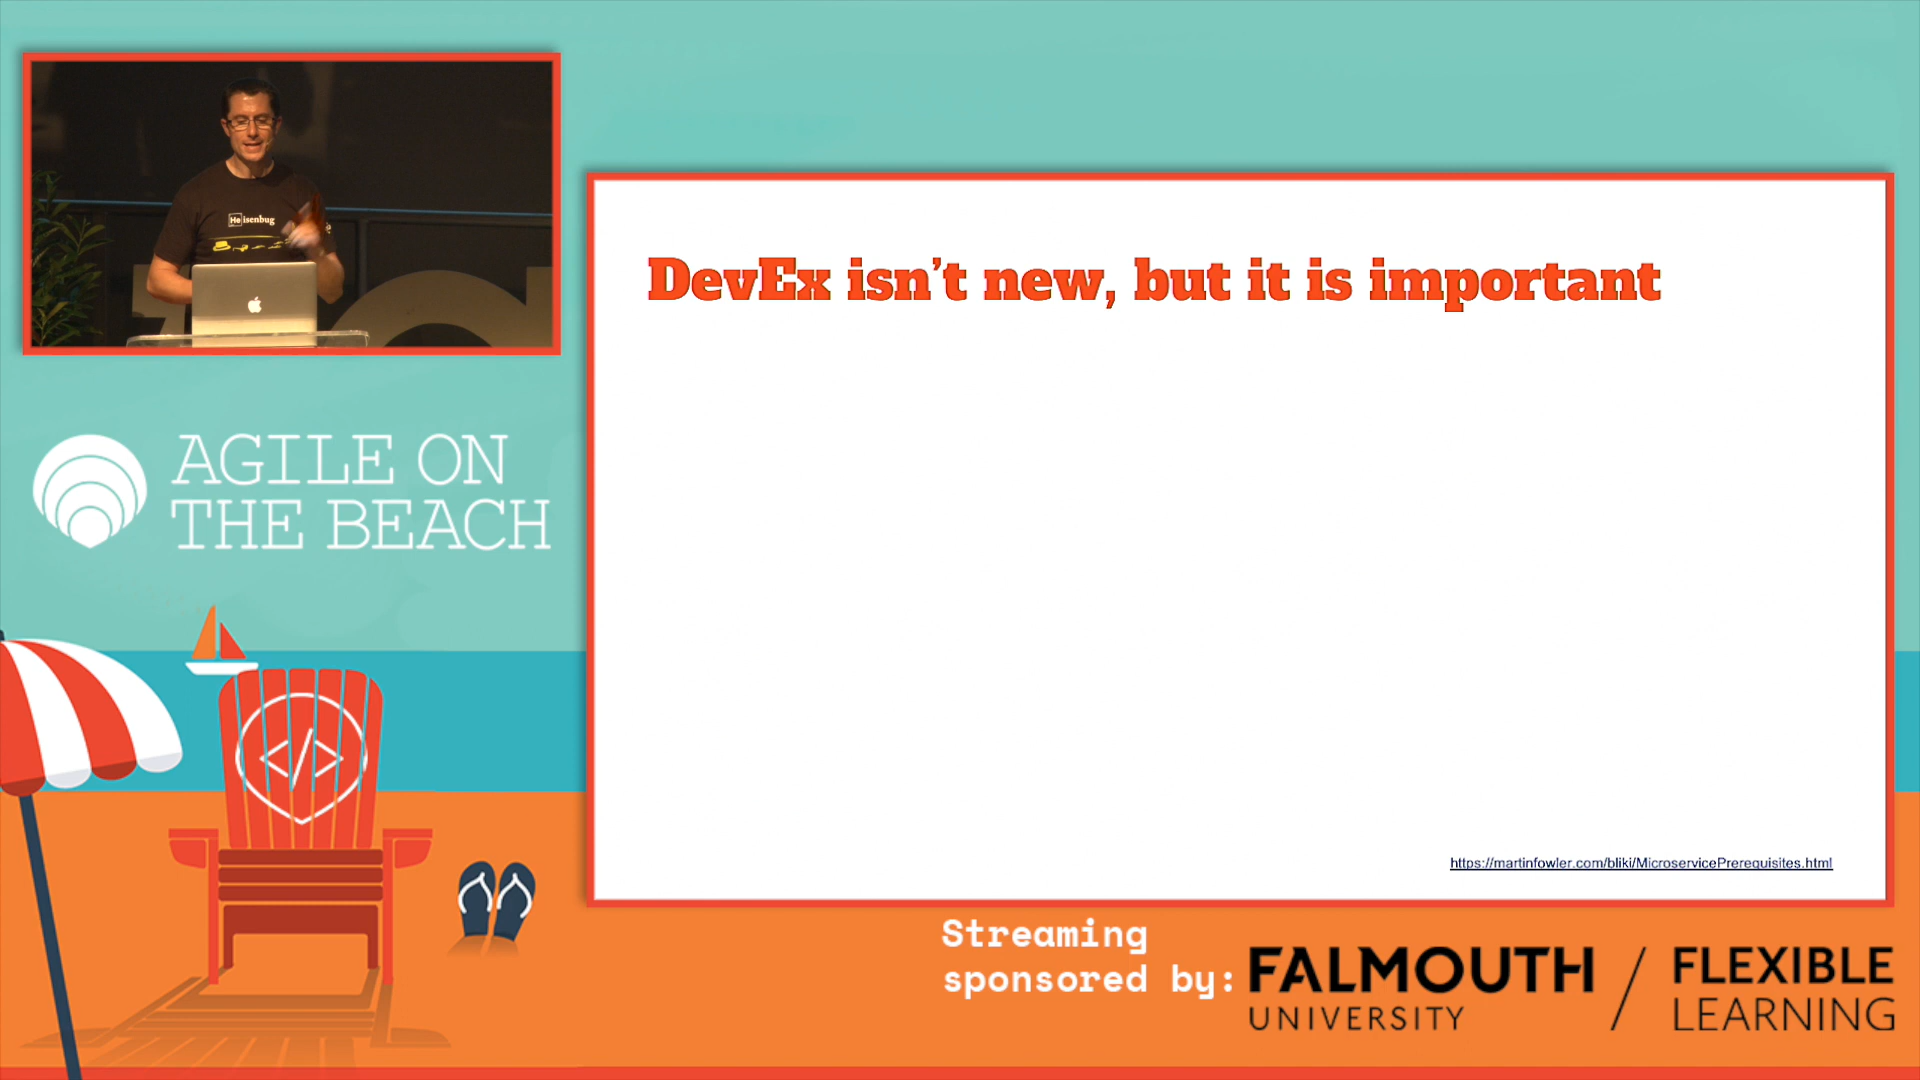 Heisenbug
AGILE ON
THE BEACH
</>
DevEx isn't new, but it is important
https://martinfowler.com/bliki/MicroservicePrerequisites.html
Streaming
sponsored by:
FALMOUTH
UNIVERSITY
/
FLEXIBLE
LEARNING